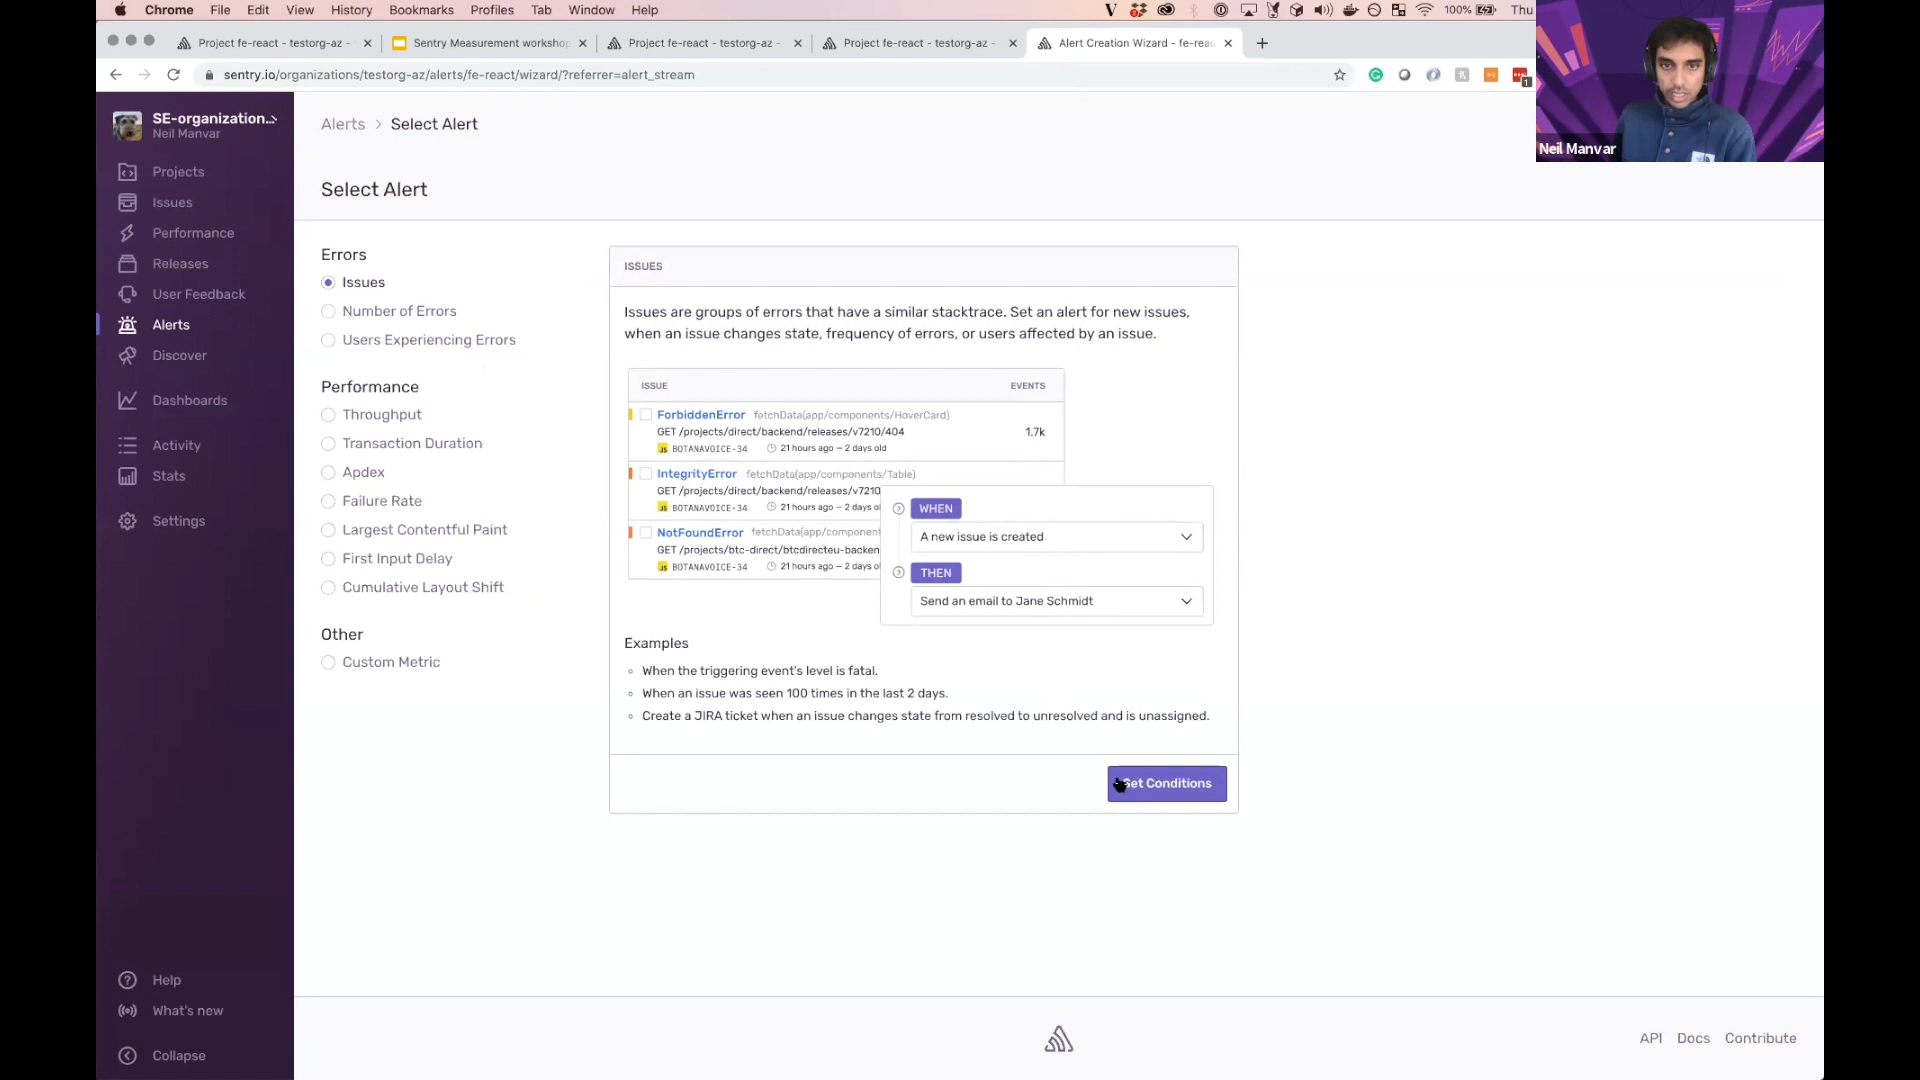 Chrome File Edit View History Bookmarks Profiles Tab Window Help
100% Thu
Project fe-react - testorg-az -
Sentry Measurement workshop
Project fe-react - testorg-az -
Project fe-react - testorg-az -
Alert Creation Wizard - fe-reac
sentry.io/organizations/testorg-az/alerts/fe-react/wizard/?referrer=alert_stream
1
Neil Manvar
SE-organization...
Neil Manvar
Projects
Issues
Performance
Releases
User Feedback
Alerts
Discover
Dashboards
Activity
Stats
Settings
Help
What's new
Collapse
Alerts > Select Alert
Select Alert
Errors
Issues
Number of Errors
Users Experiencing Errors
Performance
Throughput
Transaction Duration
Apdex
Failure Rate
Largest Contentful Paint
First Input Delay
Cumulative Layout Shift
Other
Custom Metric
ISSUES
Issues are groups of errors that have a similar stacktrace. Set an alert for new issues,
when an issue changes state, frequency of errors, or users affected by an issue.
ISSUE EVENTS
ForbiddenError fetchData(app/components/HoverCard)
GET /projects/direct/backend/releases/v7210/404 1.7k
JS BOTANAVOICE-34 21 hours ago — 2 days old
IntegrityError fetchData(app/components/Table)
GET /projects/direct/backend/releases/v7210
JS BOTANAVOICE-34 21 hours ago — 2 days ol
NotFoundError fetchData(app/component
GET /projects/btc-direct/btcdirecteu-backen
JS BOTANAVOICE-34 21 hours ago — 2 days ol
WHEN
A new issue is created
THEN
Send an email to Jane Schmidt
Examples
When the triggering event's level is fatal.
When an issue was seen 100 times in the last 2 days.
Create a JIRA ticket when an issue changes state from resolved to unresolved and is unassigned.
Set Conditions
API Docs Contribute